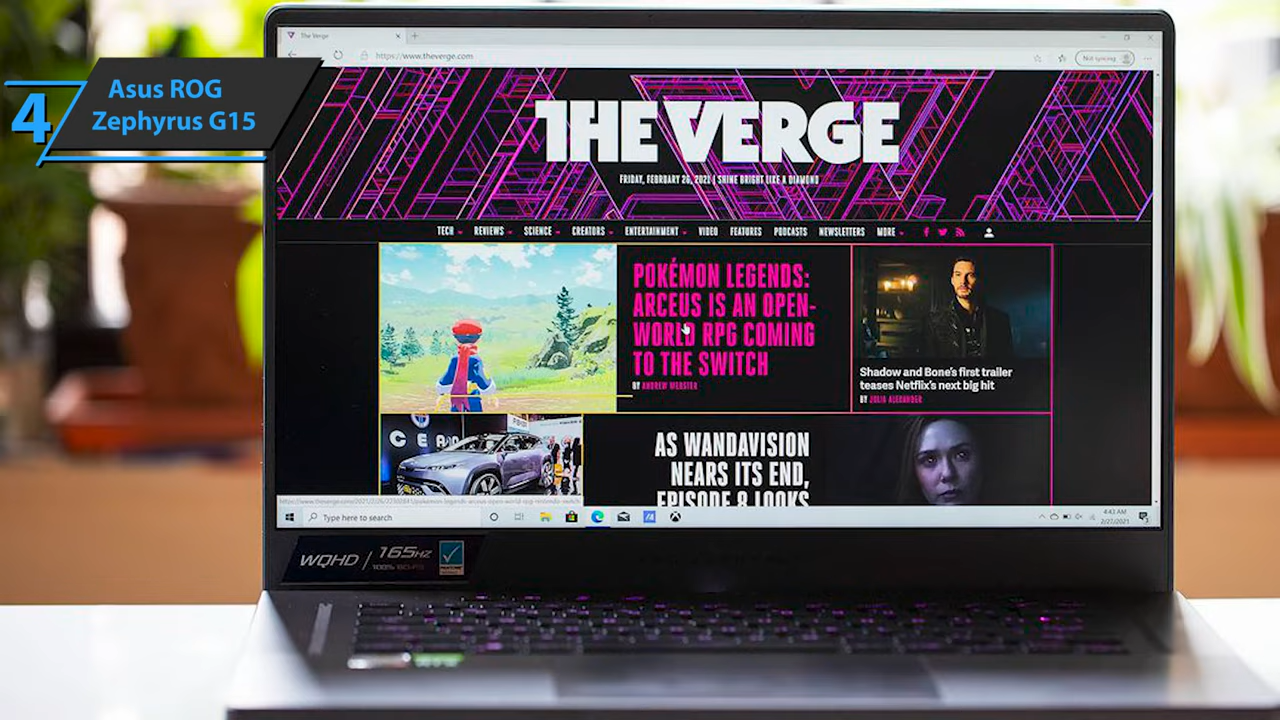 4
Asus ROG
Zephyrus G15
The Verge
https://www.theverge.com
Not syncing
THE VERGE
FRIDAY, FEBRUARY 26, 2021 | SHINE BRIGHT LIKE A DIAMOND
TECH REVIEWS SCIENCE CREATORS ENTERTAINMENT VIDEO FEATURES PODCASTS NEWSLETTERS MORE
POKÉMON LEGENDS:
ARCEUS IS AN OPEN-
WORLD RPG COMING
TO THE SWITCH
BY ANDREW WEBSTER
Shadow and Bone's first trailer
teases Netflix's next big hit
BY JULIA ALEXANDER
AS WANDAVISION
NEARS ITS END,
EPISODE 8 LOOKS
Type here to search
4:43 AM
2/27/2021
WQHD / 165HZ